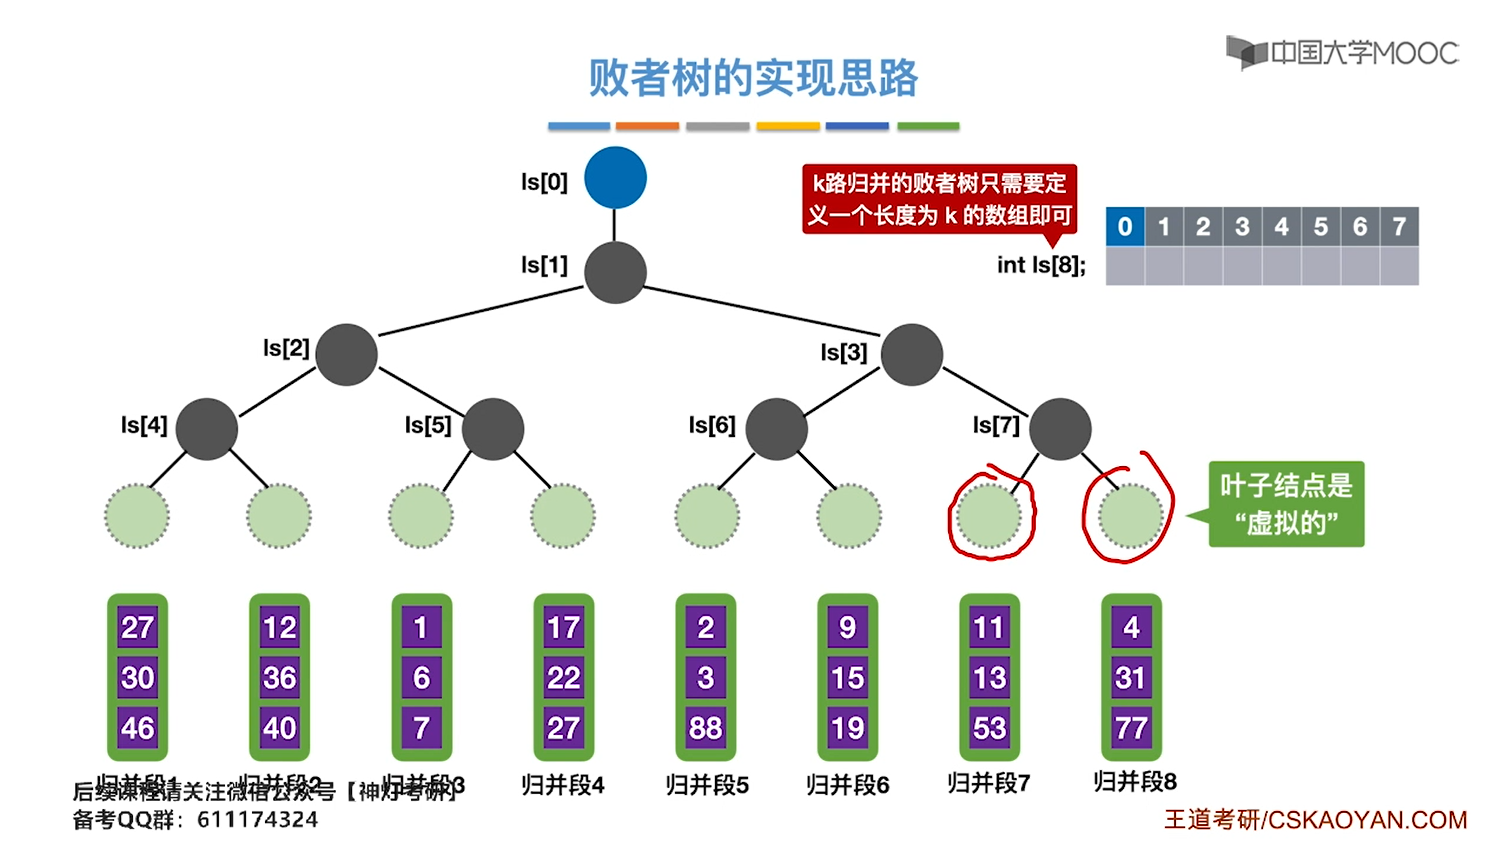 中国大学MOOC
败者树的实现思路
ls[0]
k路归并的败者树只需要定
义一个长度为 k 的数组即可
0 1 2 3 4 5 6 7
ls[1]
int ls[8];
ls[2]
ls[3]
ls[4]
ls[5]
ls[6]
ls[7]
叶子结点是
“虚拟的”
27 12 1 17 2 9 11 4
30 36 6 22 3 15 13 31
46 40 7 27 88 19 53 77
归并段1 归并段2 归并段3 归并段4 归并段5 归并段6 归并段7 归并段8
后续课程请关注微信公众号【神灯考研】
备考QQ群：611174324
王道考研/CSKAOYAN.COM